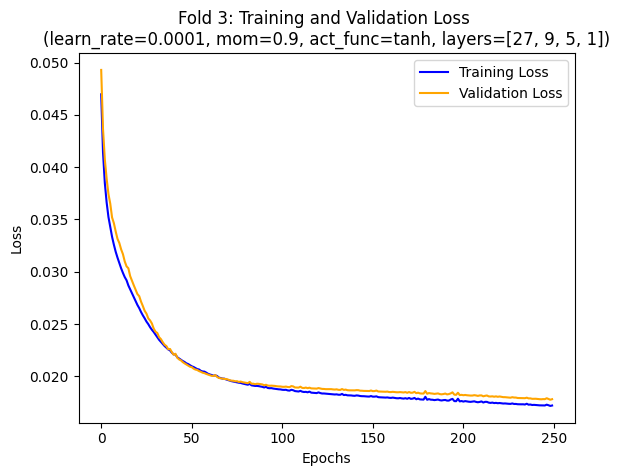 Fold 3: Training and Validation Loss
(learn_rate=0.0001, mom=0.9, act_func=tanh, layers=[27, 9, 5, 1])
Training Loss
Validation Loss
0.050
0.045
0.040
0.035
0.030
0.025
0.020
Loss
0
50
100
150
200
250
Epochs